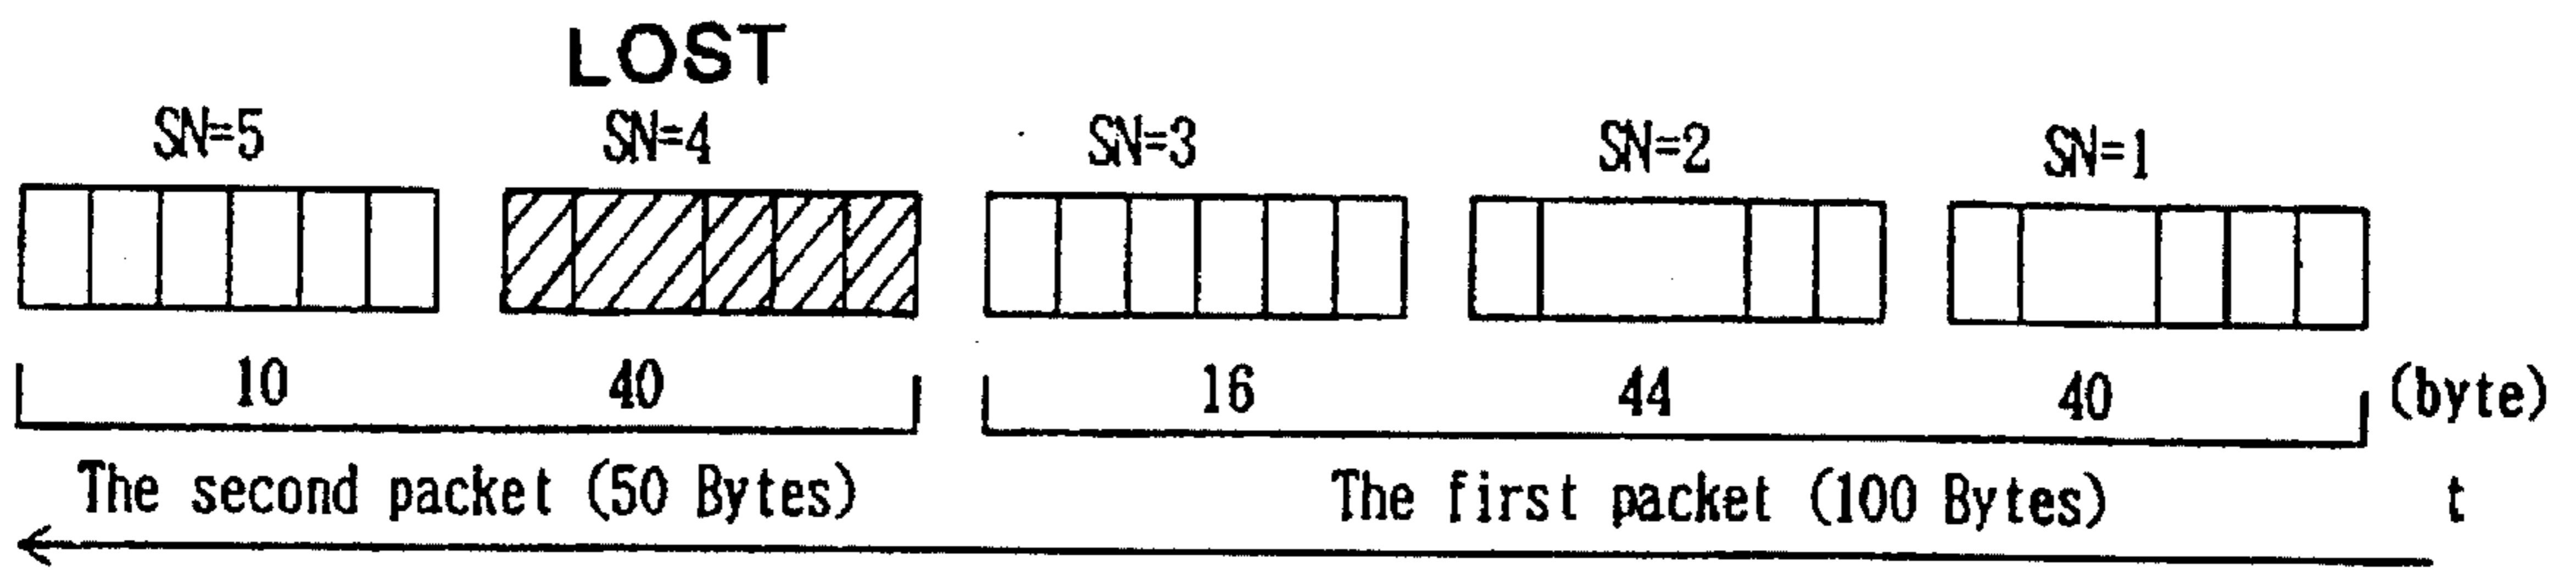 LOST
SN=5 SN=4 SN=3 SN=2 SN=1
10 40 16 44 40 (byte)
The second packet (50 Bytes) The first packet (100 Bytes) t